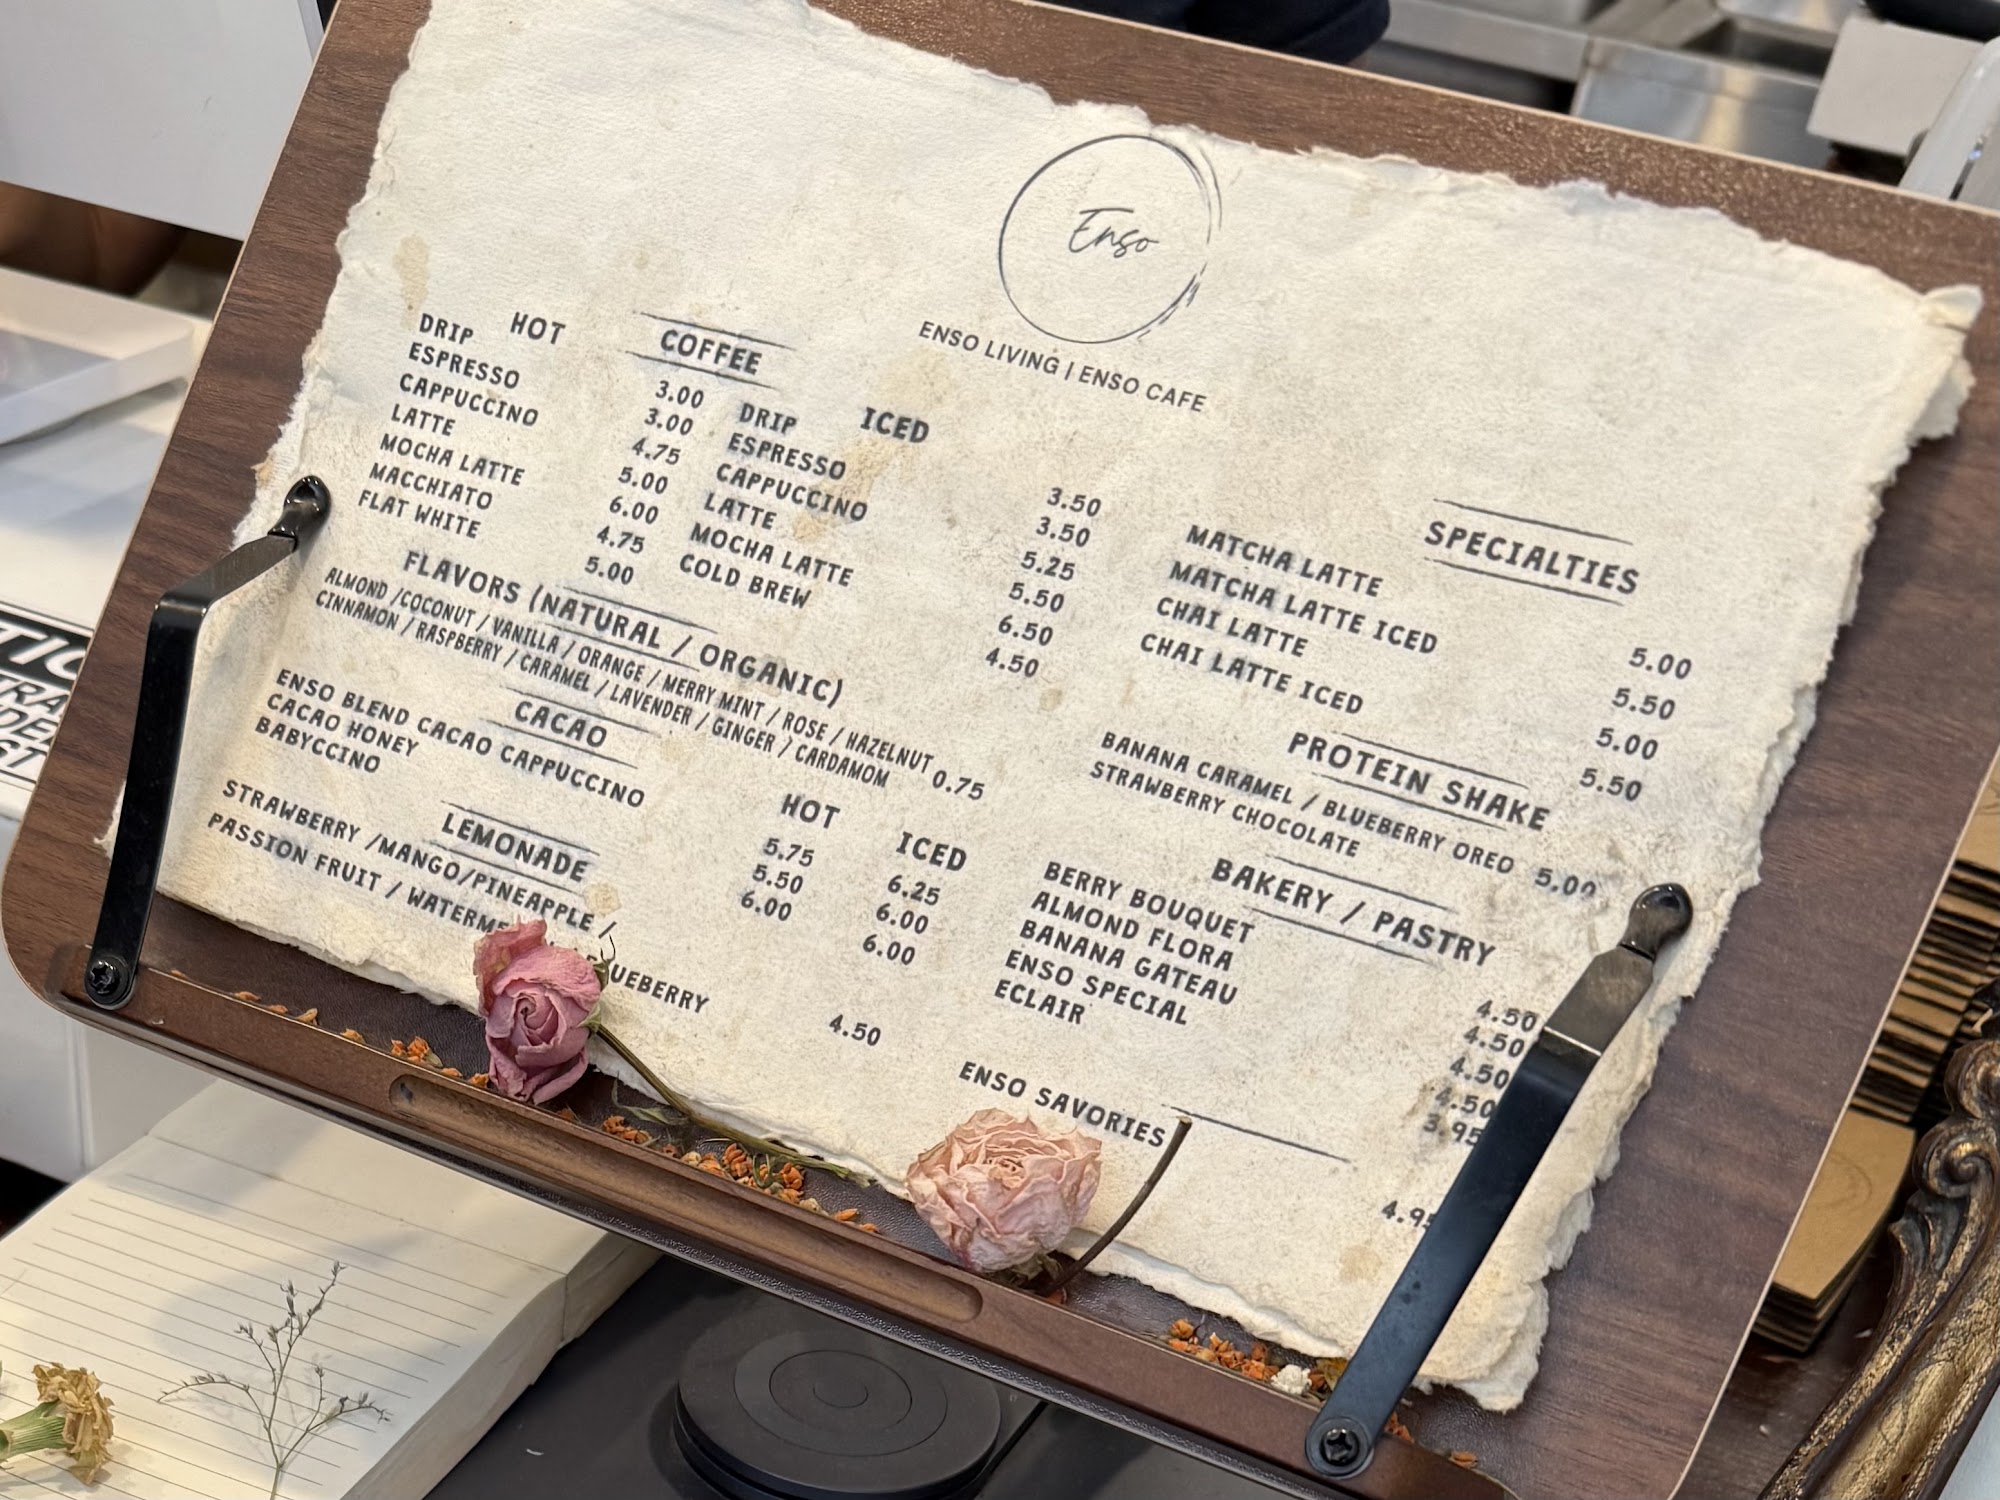 Enso
ENSO LIVING | ENSO CAFE
COFFEE
HOT
DRIP 3.00
ESPRESSO 3.00
CAPPUCCINO 4.75
LATTE 5.00
MOCHA LATTE 6.00
MACCHIATO 4.75
FLAT WHITE 5.00
ICED
DRIP 3.50
ESPRESSO 3.50
CAPPUCCINO 5.25
LATTE 5.50
MOCHA LATTE 6.50
COLD BREW 4.50
FLAVORS (NATURAL / ORGANIC)
ALMOND /COCONUT / VANILLA / ORANGE / MERRY MINT / ROSE / HAZELNUT
CINNAMON / RASPBERRY / CARAMEL / LAVENDER / GINGER / CARDAMOM 0.75
CACAO
HOT ICED
ENSO BLEND CACAO CAPPUCCINO 5.75 6.25
CACAO HONEY 5.50 6.00
BABYCCINO 6.00 6.00
LEMONADE
STRAWBERRY /MANGO/PINEAPPLE /
PASSION FRUIT / 4.50
SPECIALTIES
MATCHA LATTE 5.00
MATCHA LATTE ICED 5.50
CHAI LATTE 5.00
CHAI LATTE ICED 5.50
PROTEIN SHAKE
BANANA CARAMEL / BLUEBERRY OREO 5.00
STRAWBERRY CHOCOLATE
BAKERY / PASTRY
BERRY BOUQUET 4.50
ALMOND FLORA 4.50
BANANA GATEAU 4.50
ENSO SPECIAL 4.50
ECLAIR 3.95
ENSO SAVORIES 4.95